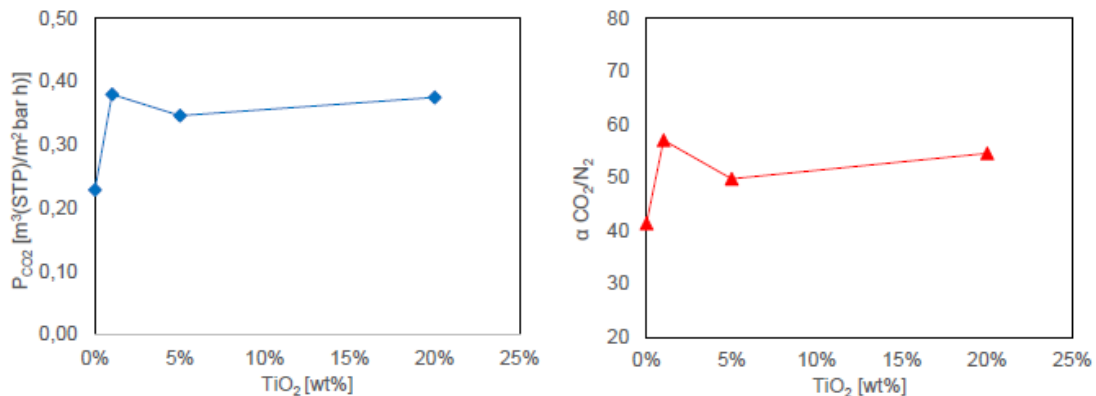 0,50
0,40
0,30
0,20
0,10
0,00
P_CO2 [m³(STP)/m² bar h)]
0% 5% 10% 15% 20% 25%
TiO₂ [wt%]
80
70
60
50
40
30
20
α CO₂/N₂
0% 5% 10% 15% 20% 25%
TiO₂ [wt%]